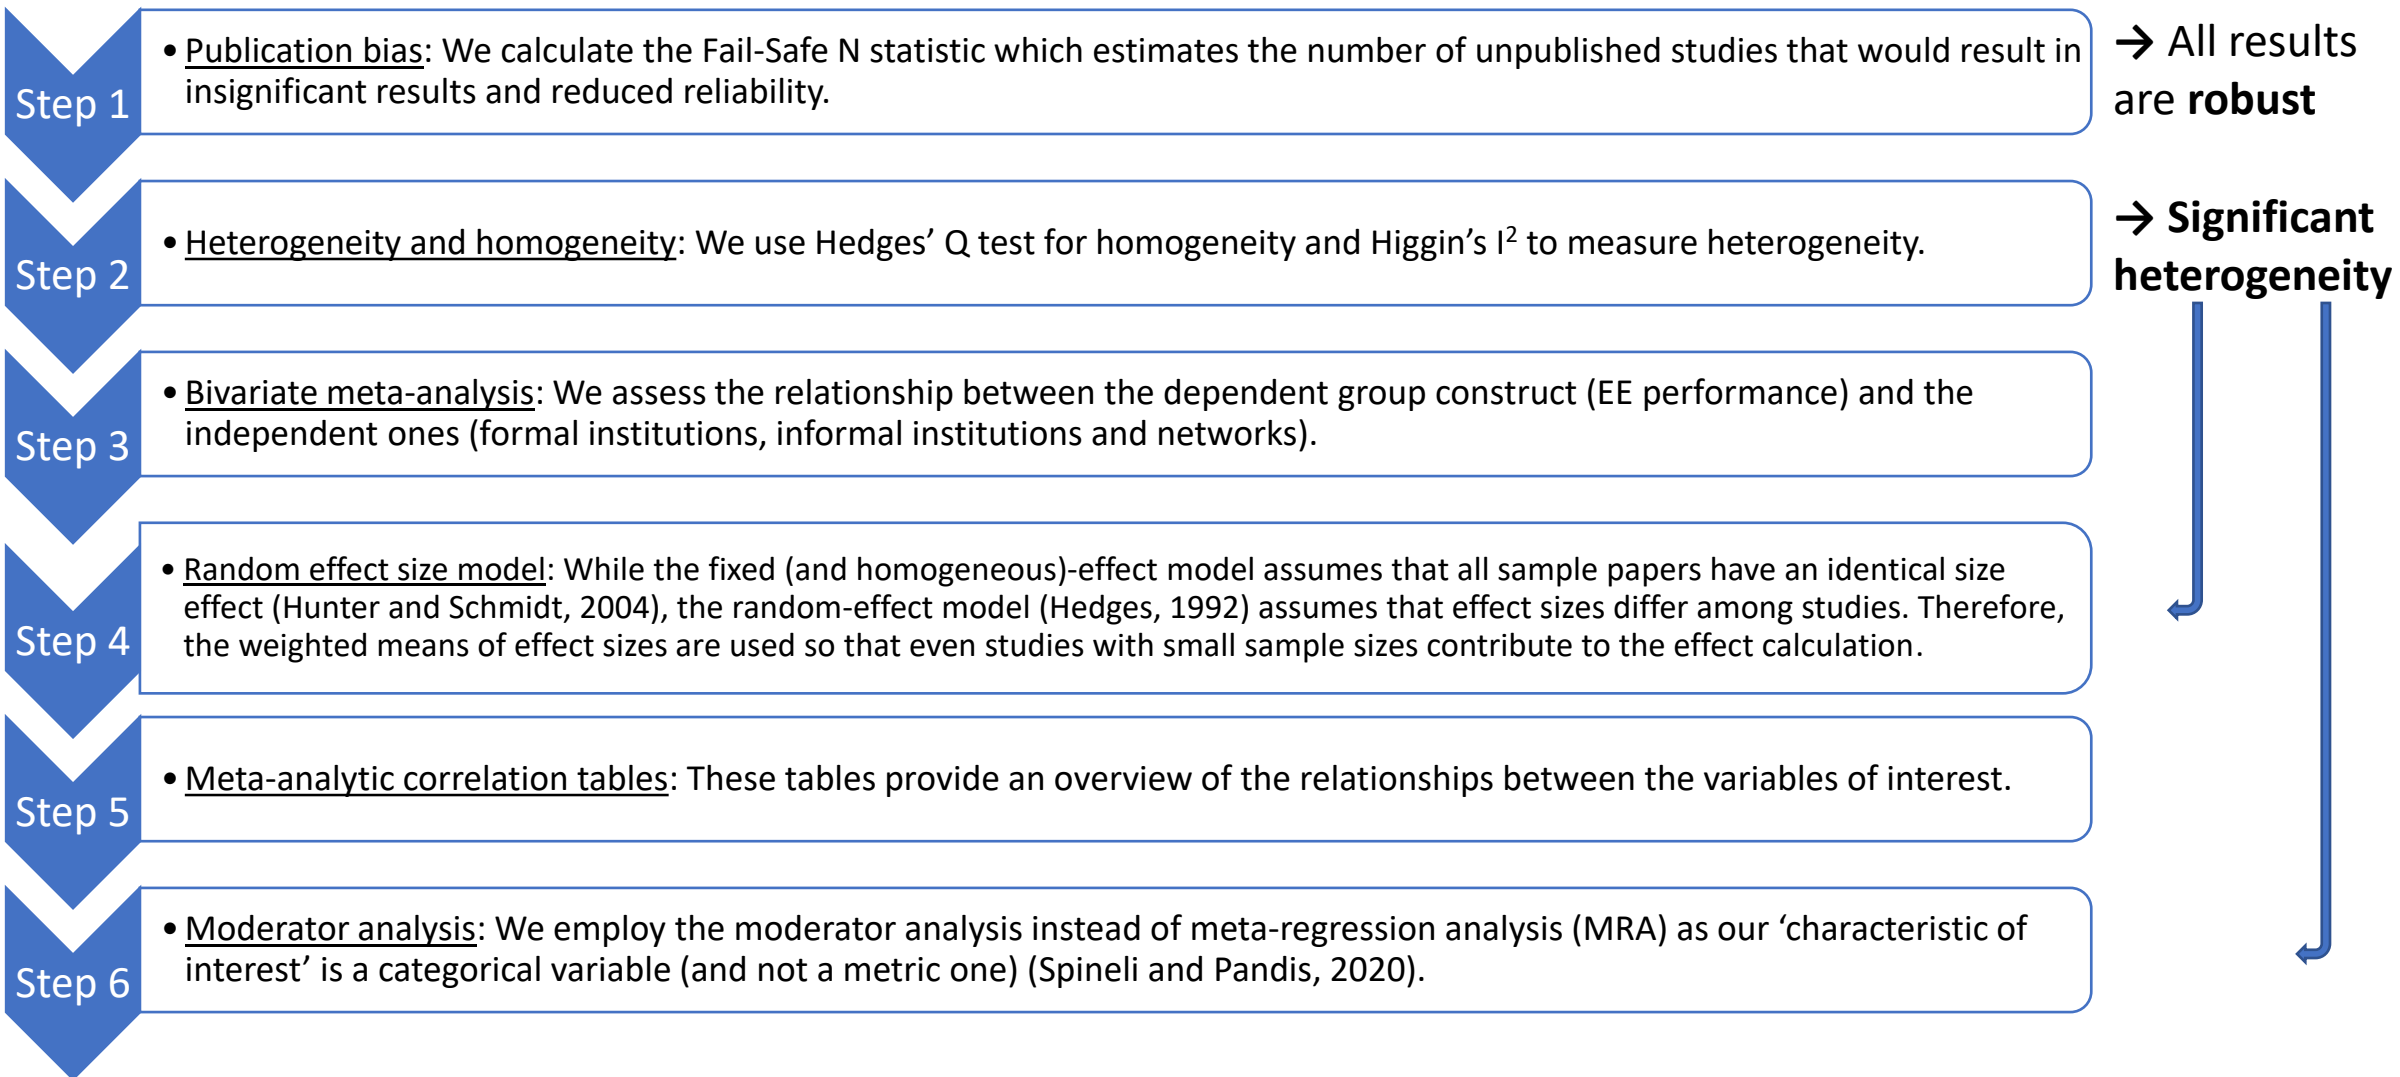 Step 1
• Publication bias: We calculate the Fail-Safe N statistic which estimates the number of unpublished studies that would result in
insignificant results and reduced reliability.
→ All results
are robust
Step 2
• Heterogeneity and homogeneity: We use Hedges’ Q test for homogeneity and Higgin’s I² to measure heterogeneity.
→ Significant
heterogeneity
Step 3
• Bivariate meta-analysis: We assess the relationship between the dependent group construct (EE performance) and the
independent ones (formal institutions, informal institutions and networks).
Step 4
• Random effect size model: While the fixed (and homogeneous)-effect model assumes that all sample papers have an identical size
effect (Hunter and Schmidt, 2004), the random-effect model (Hedges, 1992) assumes that effect sizes differ among studies. Therefore,
the weighted means of effect sizes are used so that even studies with small sample sizes contribute to the effect calculation.
Step 5
• Meta-analytic correlation tables: These tables provide an overview of the relationships between the variables of interest.
Step 6
• Moderator analysis: We employ the moderator analysis instead of meta-regression analysis (MRA) as our ‘characteristic of
interest’ is a categorical variable (and not a metric one) (Spineli and Pandis, 2020).